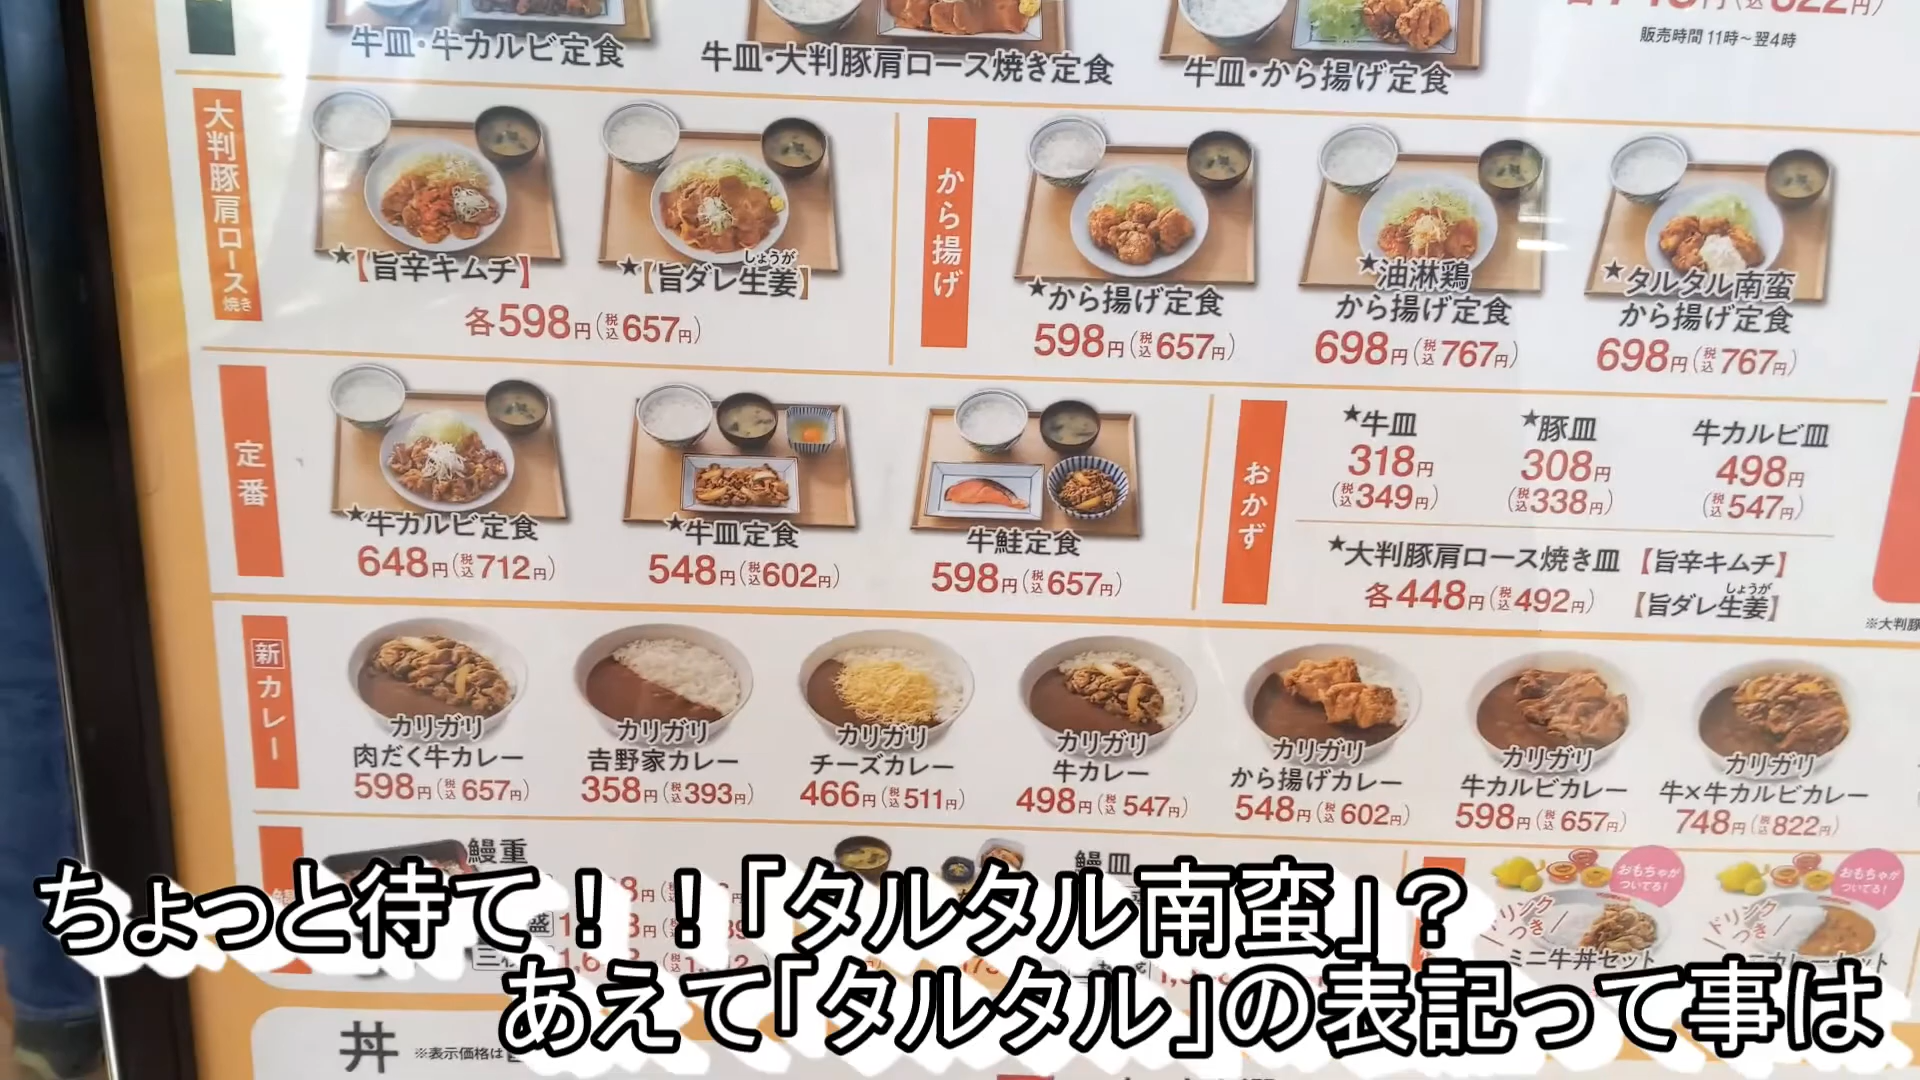 牛皿・牛カルビ定食
牛皿・大判豚肩ロース焼き定食
牛皿・から揚げ定食
販売時間11時～翌4時
大判豚肩ロース焼き
★【旨辛キムチ】
★【旨ダレ生姜】
しょうが
各598円(税込657円)
から揚げ
★から揚げ定食
598円(税込657円)
★油淋鶏
から揚げ定食
698円(税込767円)
★タルタル南蛮
から揚げ定食
698円(税込767円)
定番
★牛カルビ定食
648円(税込712円)
★牛皿定食
548円(税込602円)
牛鮭定食
598円(税込657円)
おかず
★牛皿
318円
(税込349円)
★豚皿
308円
(税込338円)
牛カルビ皿
498円
(税込547円)
★大判豚肩ロース焼き皿
【旨辛キムチ】
各448円(税込492円)
しょうが
【旨ダレ生姜】
※大判豚
新カレー
カリガリ
肉だく牛カレー
598円(税込657円)
カリガリ
吉野家カレー
358円(税込393円)
カリガリ
チーズカレー
466円(税込511円)
カリガリ
牛カレー
498円(税込547円)
カリガリ
から揚げカレー
548円(税込602円)
カリガリ
牛カルビカレー
598円(税込657円)
カリガリ
牛×牛カルビカレー
748円(税込822円)
鰻重
鰻皿
おもちゃが
ついてる!
おもちゃが
ついてる!
ドリンク
つき
ドリンク
つき
ミニ牛丼セット
ちょっと待て！！「タルタル南蛮」？
あえて「タルタル」の表記って事は
丼
※表示価格は